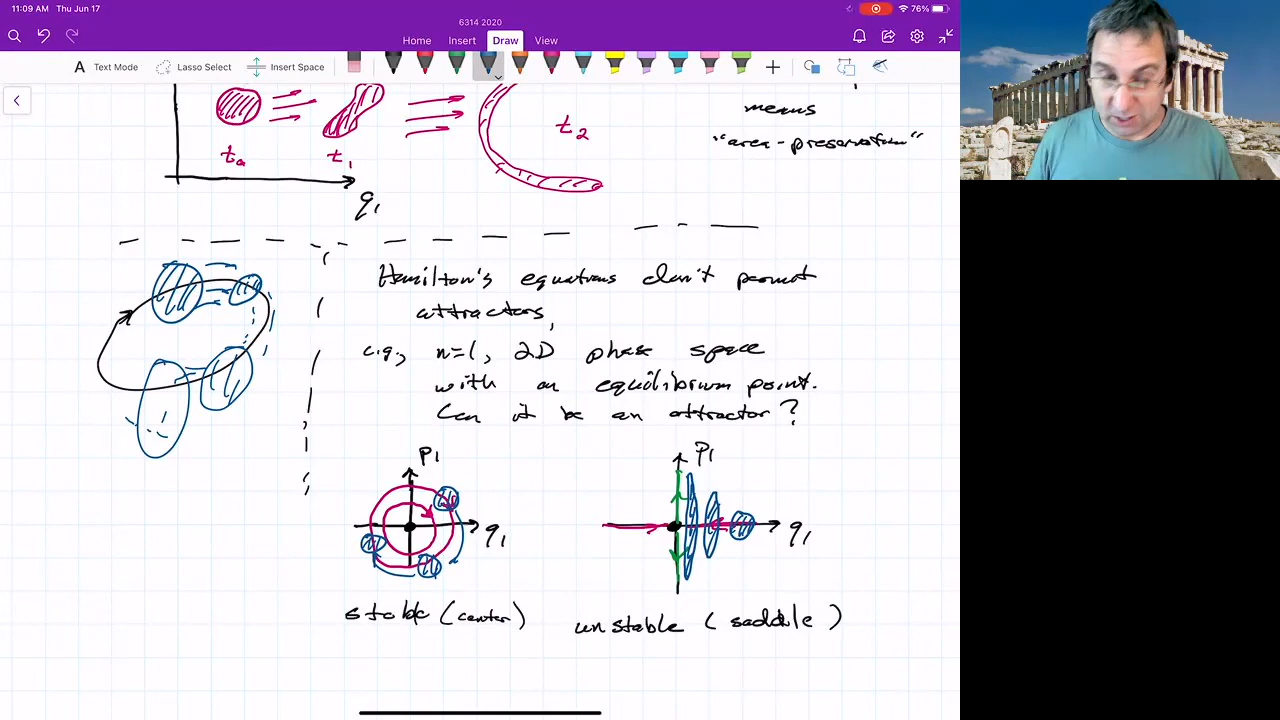 11:09 AM Thu Jun 17
76%
6314 2020
Home Insert Draw View
A Text Mode Lasso Select Insert Space
means
"area-preservation"
t0 t1 t2
q1
Hamilton's equations don't permit
attractors,
e.g., n=1, 2D phase space
with an equilibrium point.
Can it be an attractor?
p1 p1
q1 q1
stable (center) unstable (saddle)